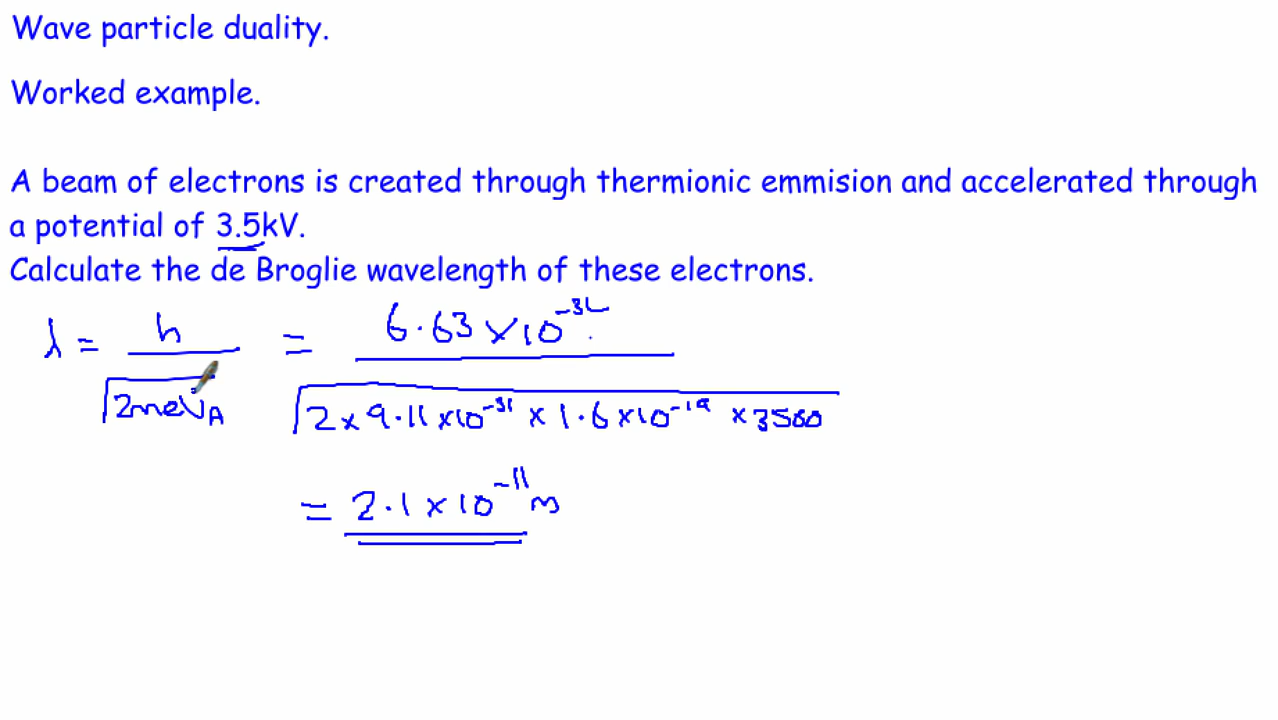 Wave particle duality.
Worked example.
A beam of electrons is created through thermionic emmision and accelerated through
a potential of 3.5kV.
Calculate the de Broglie wavelength of these electrons.
λ = h / √2meV_A = 6.63 × 10^-34 / √2 × 9.11 × 10^-31 × 1.6 × 10^-19 × 3500
= 2.1 × 10^-11 m